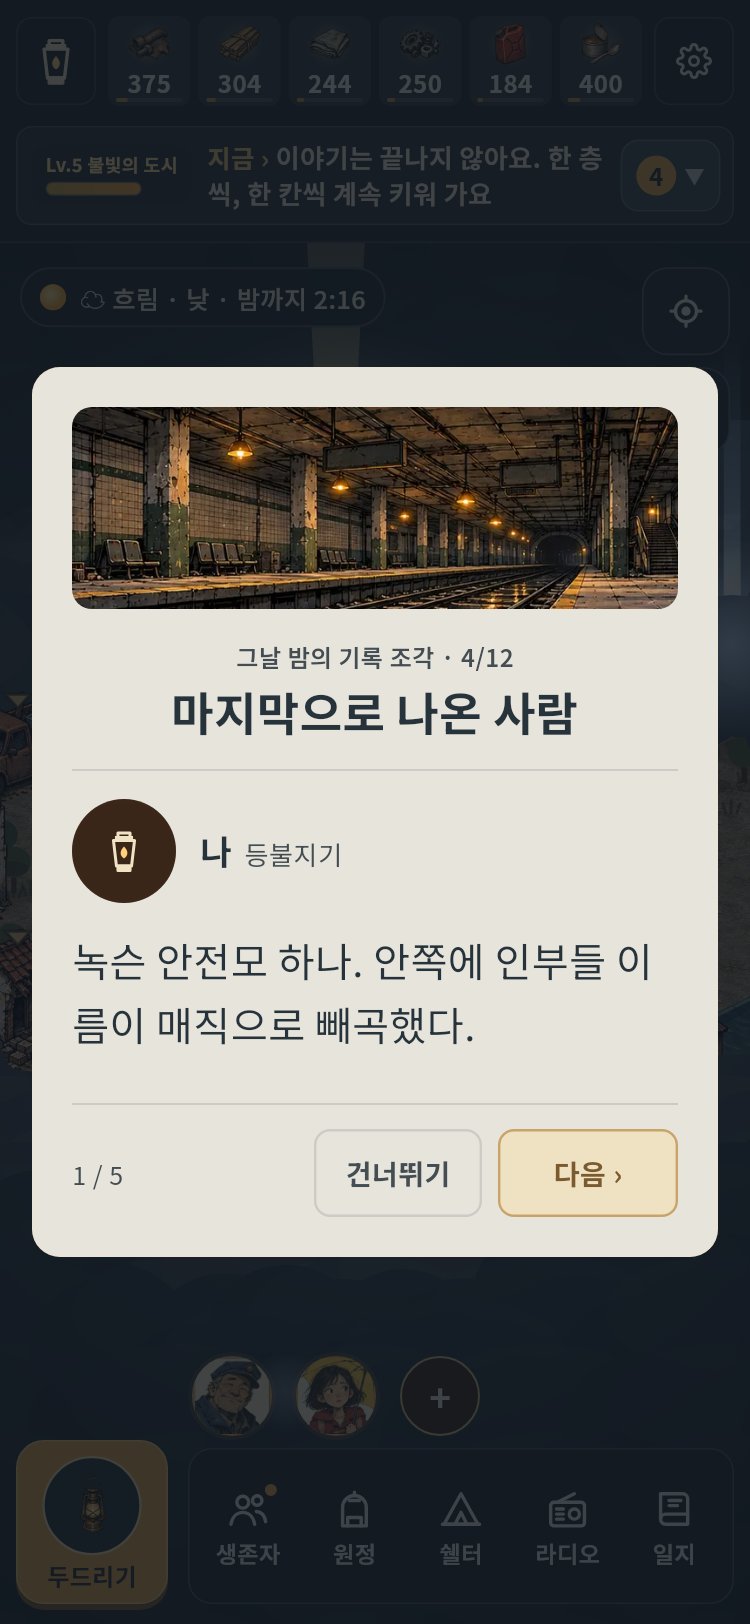 375 304 244 250 184 400
Lv.5 불빛의 도시
지금 › 이야기는 끝나지 않아요. 한 층
씩, 한 칸씩 계속 키워 가요
4
흐림 · 낮 · 밤까지 2:16
그날 밤의 기록 조각 · 4/12
마지막으로 나온 사람
나 등불지기
녹슨 안전모 하나. 안쪽에 인부들 이
름이 매직으로 빼곡했다.
1 / 5
건너뛰기
다음 ›
+
두드리기
생존자 원정 쉘터 라디오 일지